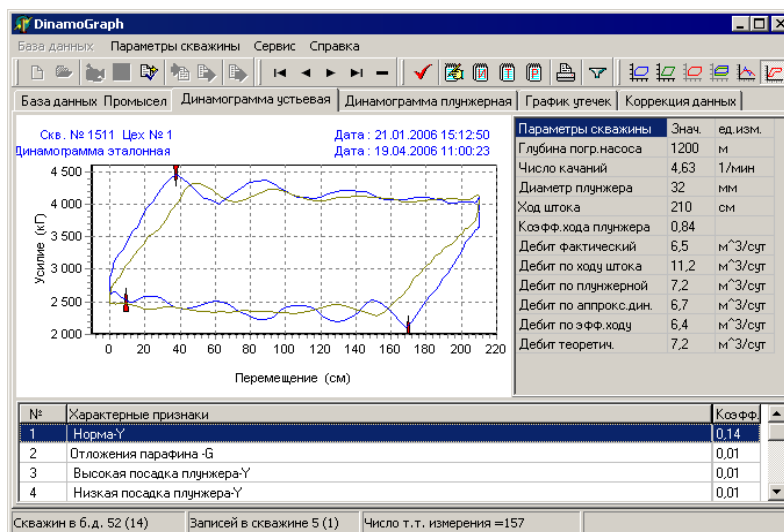 DinamoGraph
База данных Параметры скважины Сервис Справка
База данных Промысел Динамограмма устьевая Динамограмма плунжерная График утечек Коррекция данных
Скв. № 1511 Цех № 1 Дата : 21.01.2006 15:12:50
Динамограмма эталонная Дата : 19.04.2006 11:00:23
4 500
4 000
3 500
3 000
2 500
2 000
Усилие (кГ)
0 20 40 60 80 100 120 140 160 180 200 220
Перемещение (см)
Параметры скважины Знач. ед.изм.
Глубина погр.насоса 1200 м
Число качаний 4,63 1/мин
Диаметр плунжера 32 мм
Ход штока 210 см
Коэфф.хода плунжера 0,84
Дебит фактический 6,5 м^3/сут
Дебит по ходу штока 11,2 м^3/сут
Дебит по плунжерной 7,2 м^3/сут
Дебит по аппрокс.дин. 6,7 м^3/сут
Дебит по эфф.ходу 6,4 м^3/сут
Дебит теоретич. 7,2 м^3/сут
№ Характерные признаки Коэфф.
1 Норма-Y 0,14
2 Отложения парафина -G 0,01
3 Высокая посадка плунжера-Y 0,01
4 Низкая посадка плунжера-Y 0,01
Скважин в б.д. 52 (14) Записей в скважине 5 (1) Число т.т. измерения =157